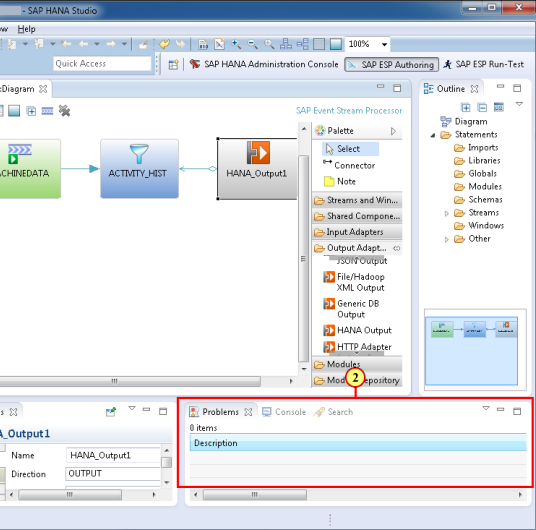 - SAP HANA Studio
ow Help
100%
Quick Access
SAP HANA Administration Console
SAP ESP Authoring
SAP ESP Run-Test
:Diagram
SAP Event Stream Processor
ACHINEDATA
ACTIVITY_HIST
HANA_Output1
Palette
Select
Connector
Note
Streams and Win...
Shared Compone...
Input Adapters
Output Adapt...
JSON Output
File/Hadoop
XML Output
Generic DB
Output
HANA Output
HTTP Adapter
Modules
Outline
Diagram
Statements
Imports
Libraries
Globals
Modules
Schemas
Streams
Windows
Other
2
s
A_Output1
Name
HANA_Output1
Direction
OUTPUT
Problems
Console
Search
0 items
Description